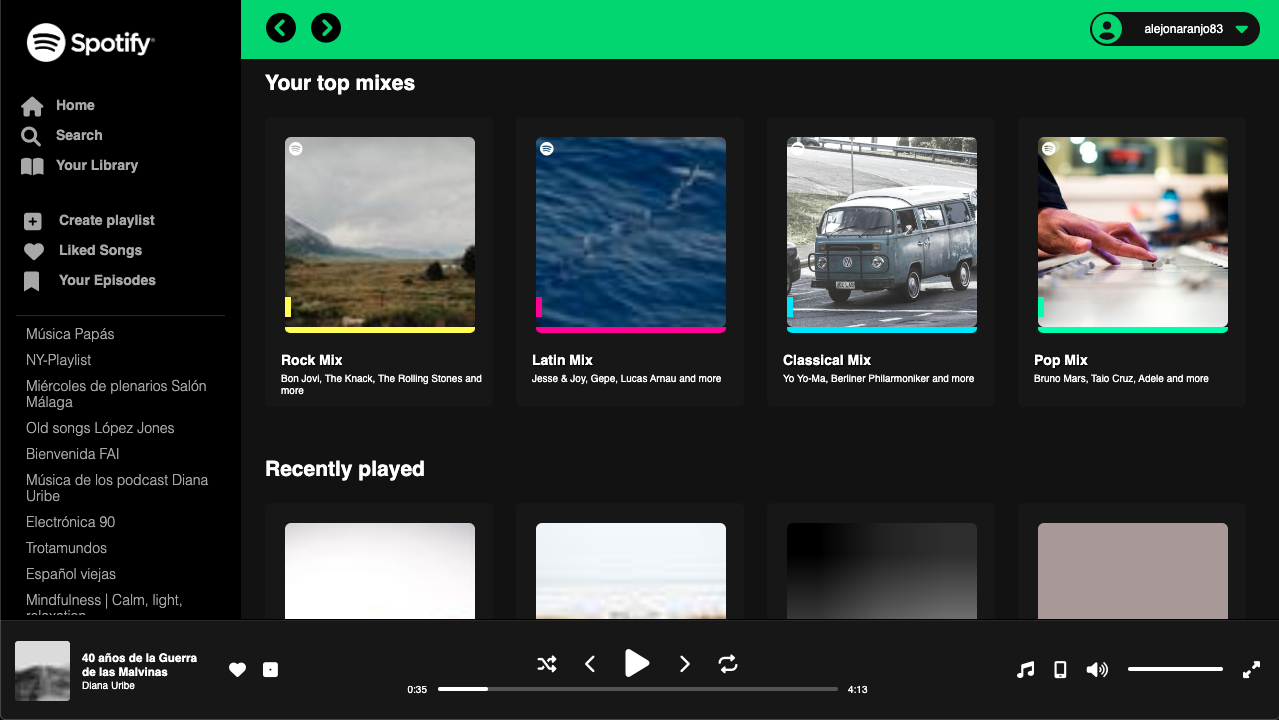 Spotify
Home
Search
Your Library
Create playlist
Liked Songs
Your Episodes
Música Papás
NY-Playlist
Miércoles de plenarios Salón
Málaga
Old songs López Jones
Bienvenida FAI
Música de los podcast Diana
Uribe
Electrónica 90
Trotamundos
Español viejas
Mindfulness | Calm, light,
relaxation
alejonaranjo83
Your top mixes
Rock Mix
Bon Jovi, The Knack, The Rolling Stones and
more
Latin Mix
Jesse & Joy, Gepe, Lucas Arnau and more
Classical Mix
Yo Yo-Ma, Berliner Philarmoniker and more
Pop Mix
Bruno Mars, Taio Cruz, Adele and more
Recently played
40 años de la Guerra
de las Malvinas
Diana Uribe
0:35
4:13